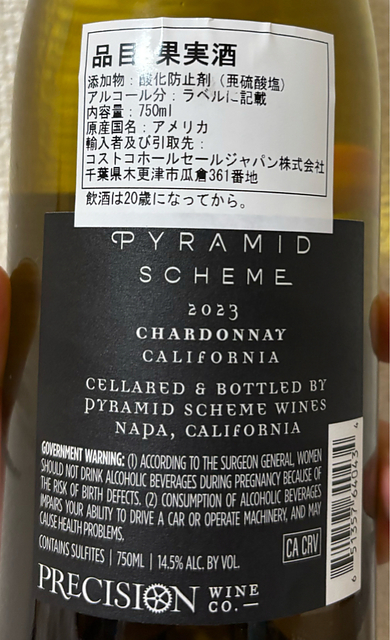 品目 果実酒
添加物：酸化防止剤（亜硫酸塩）
アルコール分：ラベルに記載
内容量：750ml
原産国名：アメリカ
輸入者及び引取先：
コストコホールセールジャパン株式会社
千葉県木更津市瓜倉361番地
飲酒は20歳になってから。
PYRAMID
SCHEME
2023
CHARDONNAY
CALIFORNIA
CELLARED & BOTTLED BY
PYRAMID SCHEME WINES
NAPA, CALIFORNIA
GOVERNMENT WARNING: (1) ACCORDING TO THE SURGEON GENERAL, WOMEN
SHOULD NOT DRINK ALCOHOLIC BEVERAGES DURING PREGNANCY BECAUSE OF
THE RISK OF BIRTH DEFECTS. (2) CONSUMPTION OF ALCOHOLIC BEVERAGES
IMPAIRS YOUR ABILITY TO DRIVE A CAR OR OPERATE MACHINERY, AND MAY
CAUSE HEALTH PROBLEMS.
CONTAINS SULFITES | 750ML | 14.5% ALC. BY VOL.
CA CRV
PRECISION WINE CO.